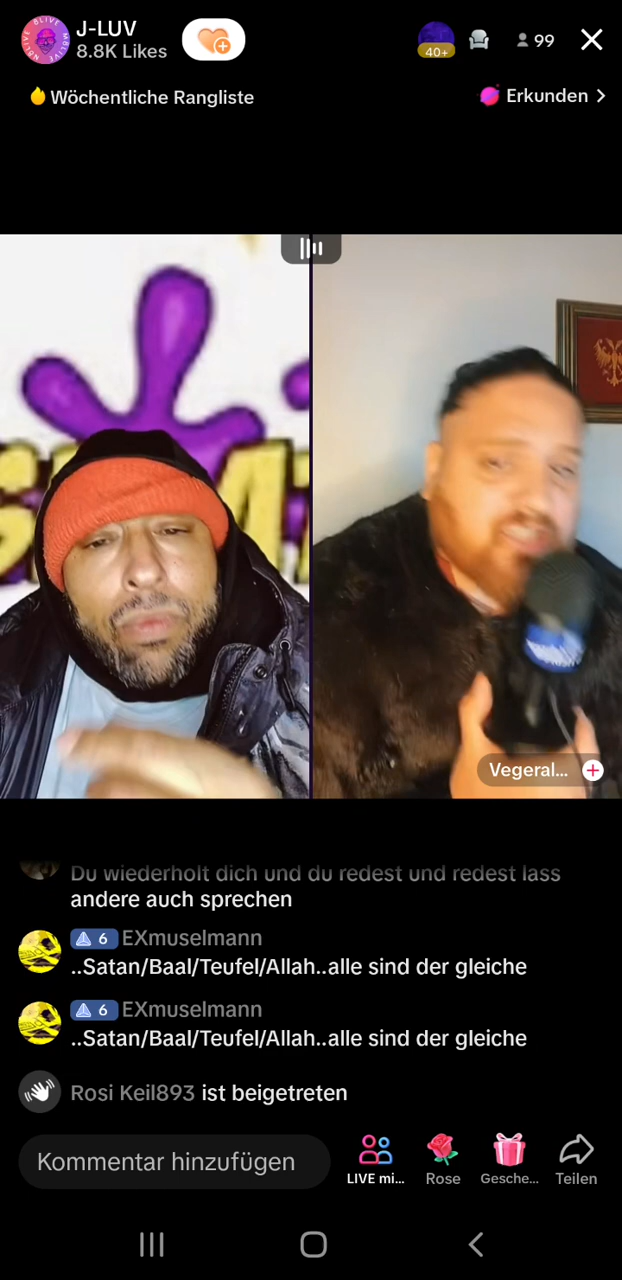 J-LUV
8.8K Likes
40+
99
Wöchentliche Rangliste
Erkunden
Vegeral...
Du wiederholt dich und du redest und redest lass
andere auch sprechen
6 EXmuselmann
..Satan/Baal/Teufel/Allah..alle sind der gleiche
6 EXmuselmann
..Satan/Baal/Teufel/Allah..alle sind der gleiche
Rosi Keil893 ist beigetreten
Kommentar hinzufügen
LIVE mi...
Rose
Gesche...
Teilen